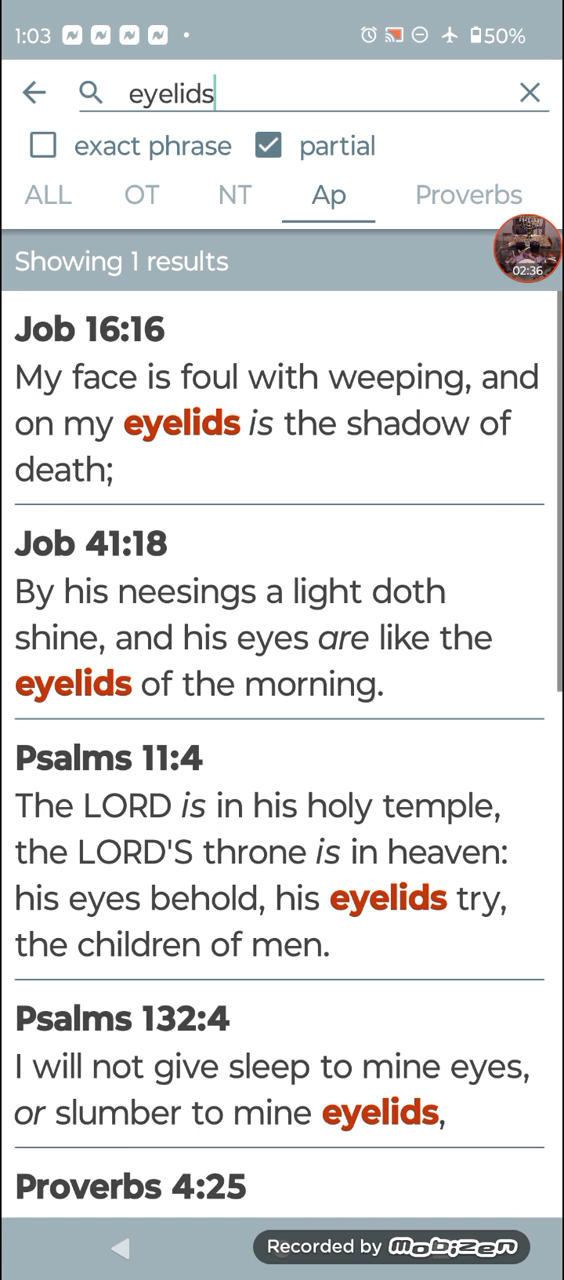 1:03 50%
eyelids
exact phrase partial
ALL OT NT Ap Proverbs
Showing 1 results
02:36
Job 16:16
My face is foul with weeping, and
on my eyelids is the shadow of
death;
Job 41:18
By his neesings a light doth
shine, and his eyes are like the
eyelids of the morning.
Psalms 11:4
The LORD is in his holy temple,
the LORD'S throne is in heaven:
his eyes behold, his eyelids try,
the children of men.
Psalms 132:4
I will not give sleep to mine eyes,
or slumber to mine eyelids,
Proverbs 4:25
Recorded by mobizen